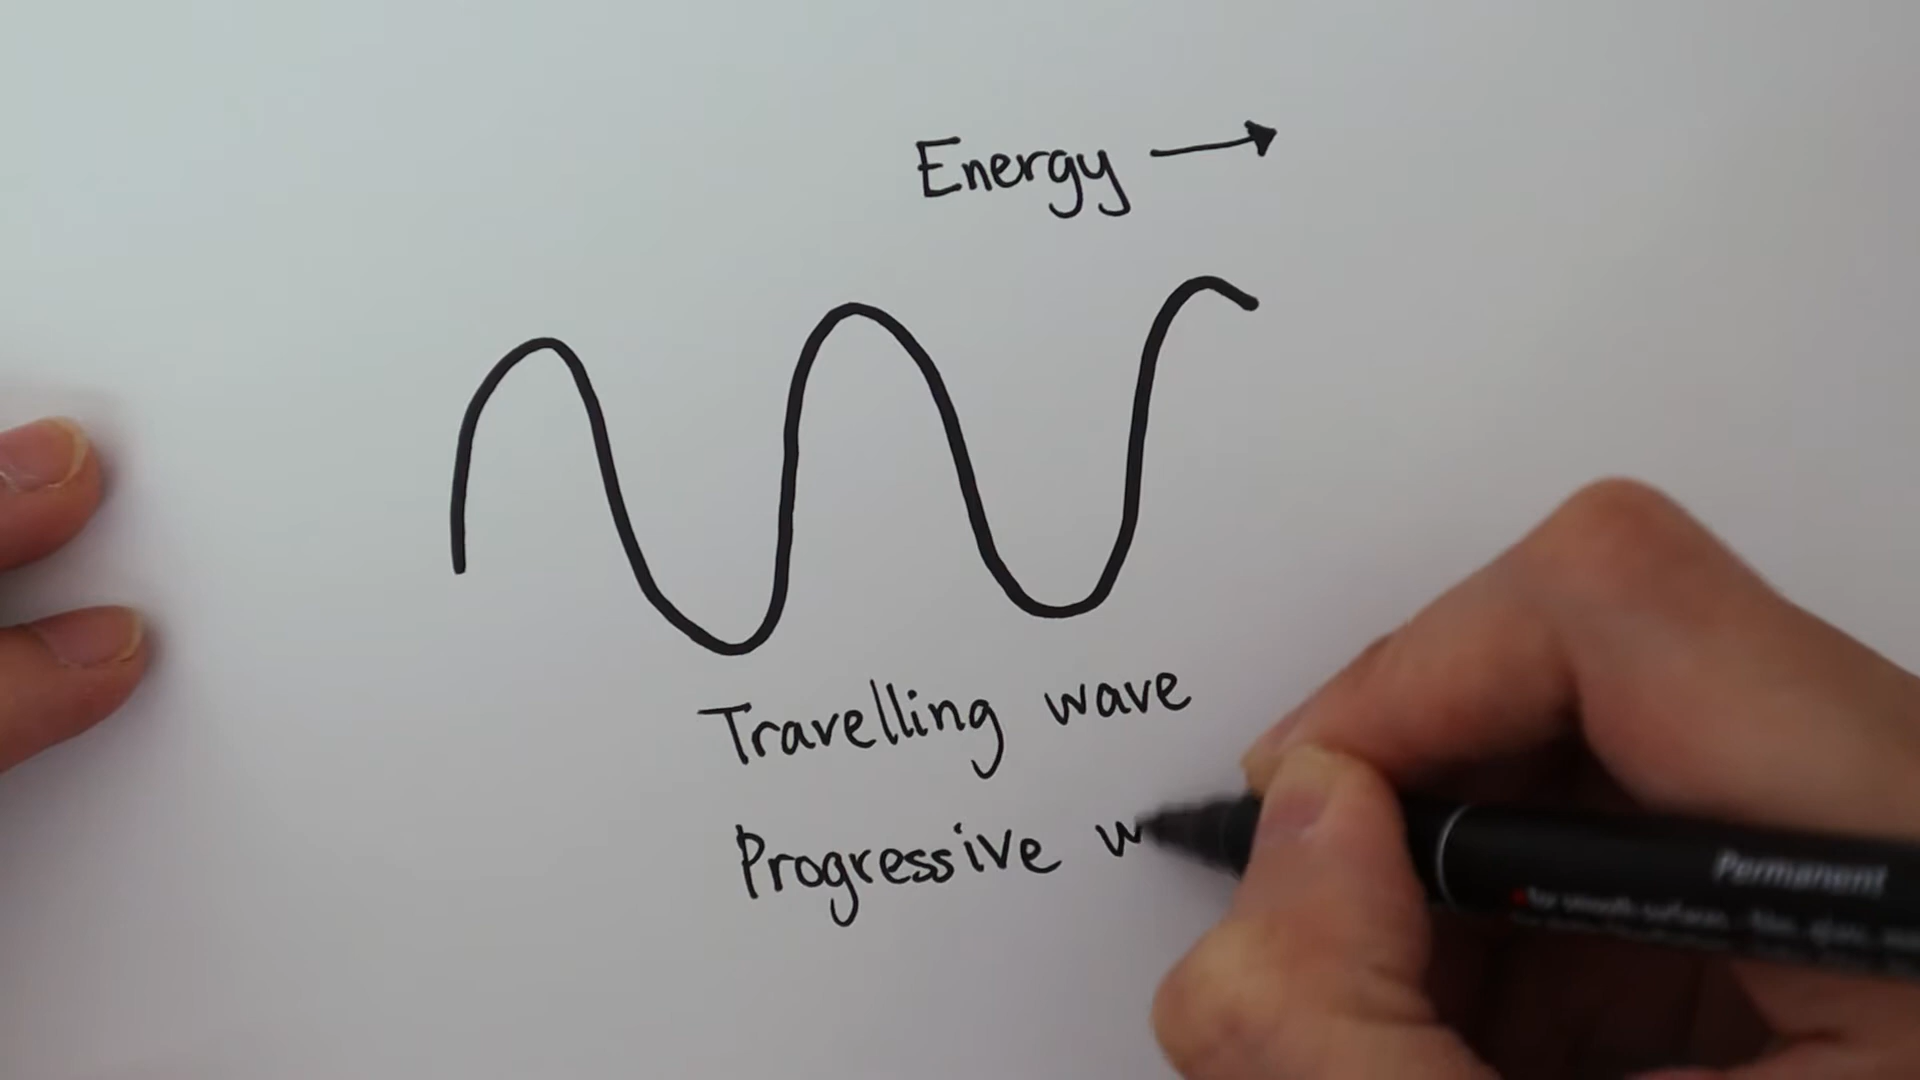 Energy
Travelling wave
Progressive w
Permanent